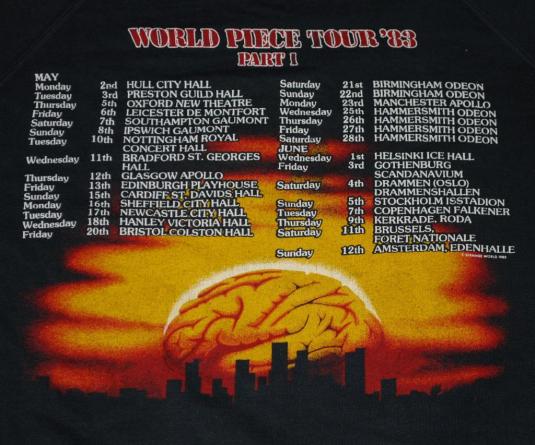 WORLD PIECE TOUR '83
PART 1
MAY
Monday 2nd HULL CITY HALL
Tuesday 3rd PRESTON GUILD HALL
Thursday 5th OXFORD NEW THEATRE
Friday 6th LEICESTER DE MONTFORT
Saturday 7th SOUTHAMPTON GAUMONT
Sunday 8th IPSWICH GAUMONT
Tuesday 10th NOTTINGHAM ROYAL
CONCERT HALL
Wednesday 11th BRADFORD ST. GEORGES
HALL
Thursday 12th GLASGOW APOLLO
Friday 13th EDINBURGH PLAYHOUSE
Sunday 15th CARDIFF ST. DAVIDS HALL
Monday 16th SHEFFIELD CITY HALL
Tuesday 17th NEWCASTLE CITY HALL
Wednesday 18th HANLEY VICTORIA HALL
Friday 20th BRISTOL COLSTON HALL
Saturday 21st BIRMINGHAM ODEON
Sunday 22nd BIRMINGHAM ODEON
Monday 23rd MANCHESTER APOLLO
Wednesday 25th HAMMERSMITH ODEON
Thursday 26th HAMMERSMITH ODEON
Friday 27th HAMMERSMITH ODEON
Saturday 28th HAMMERSMITH ODEON
JUNE
Wednesday 1st HELSINKI ICE HALL
Friday 3rd GOTHENBURG
SCANADAVIUM
Saturday 4th DRAMMEN (OSLO)
DRAMMENSHALLEN
Sunday 5th STOCKHOLM ISSTADION
Tuesday 7th COPENHAGEN FALKENER
Thursday 9th KERKRADE, RODA
Saturday 11th BRUSSELS,
FORET NATIONALE
Sunday 12th AMSTERDAM, EDENHALLE